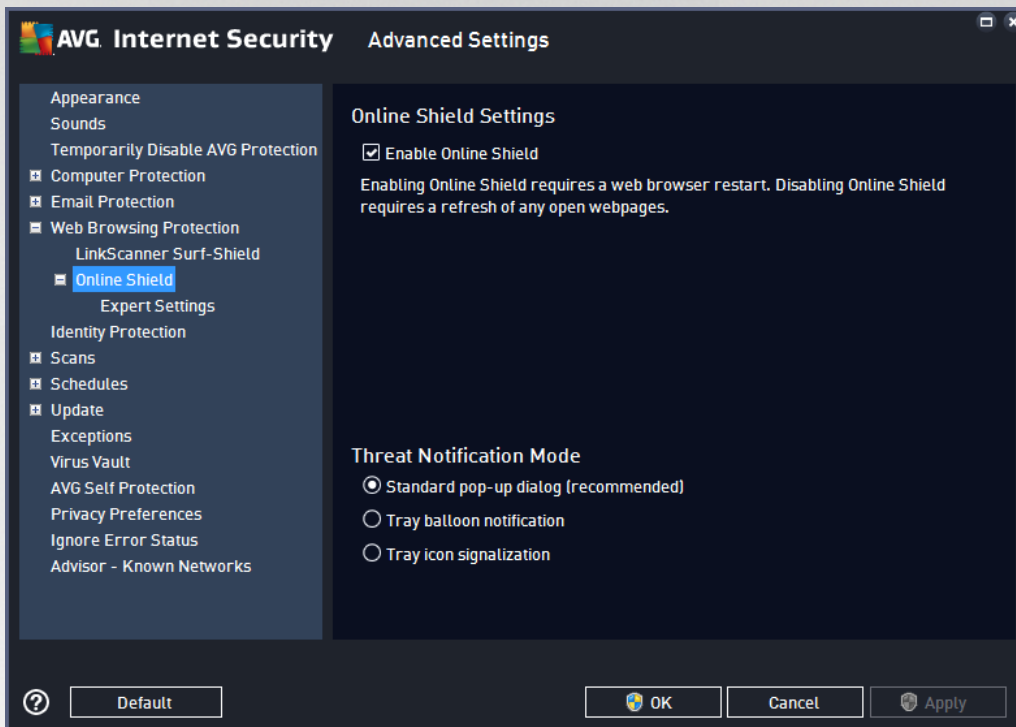 AVG. Internet Security Advanced Settings
Appearance
Sounds
Temporarily Disable AVG Protection
Computer Protection
Email Protection
Web Browsing Protection
LinkScanner Surf-Shield
Online Shield
Expert Settings
Identity Protection
Scans
Schedules
Update
Exceptions
Virus Vault
AVG Self Protection
Privacy Preferences
Ignore Error Status
Advisor - Known Networks
Online Shield Settings
Enable Online Shield
Enabling Online Shield requires a web browser restart. Disabling Online Shield
requires a refresh of any open webpages.
Threat Notification Mode
Standard pop-up dialog (recommended)
Tray balloon notification
Tray icon signalization
? Default OK Cancel Apply